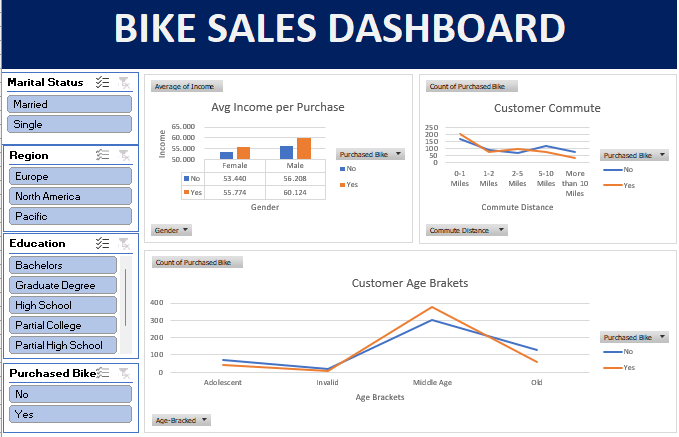 BIKE SALES DASHBOARD
Marital Status
Married
Single
Region
Europe
North America
Pacific
Education
Bachelors
Graduate Degree
High School
Partial College
Partial High School
Purchased Bike
No
Yes
Average of Income
Avg Income per Purchase
Income
65.000
60.000
55.000
50.000
Female Male
No 53.440 56.208
Yes 55.774 60.124
Gender
Purchased Bike
No
Yes
Gender
Count of Purchased Bike
Customer Commute
250
200
150
100
50
0
0-1 Miles
1-2 Miles
2-5 Miles
5-10 Miles
More than 10 Miles
Commute Distance
Purchased Bike
No
Yes
Commute Distance
Count of Purchased Bike
Customer Age Brakets
400
300
200
100
0
Adolescent Invalid Middle Age Old
Age Brackets
Purchased Bike
No
Yes
Age-Bracked